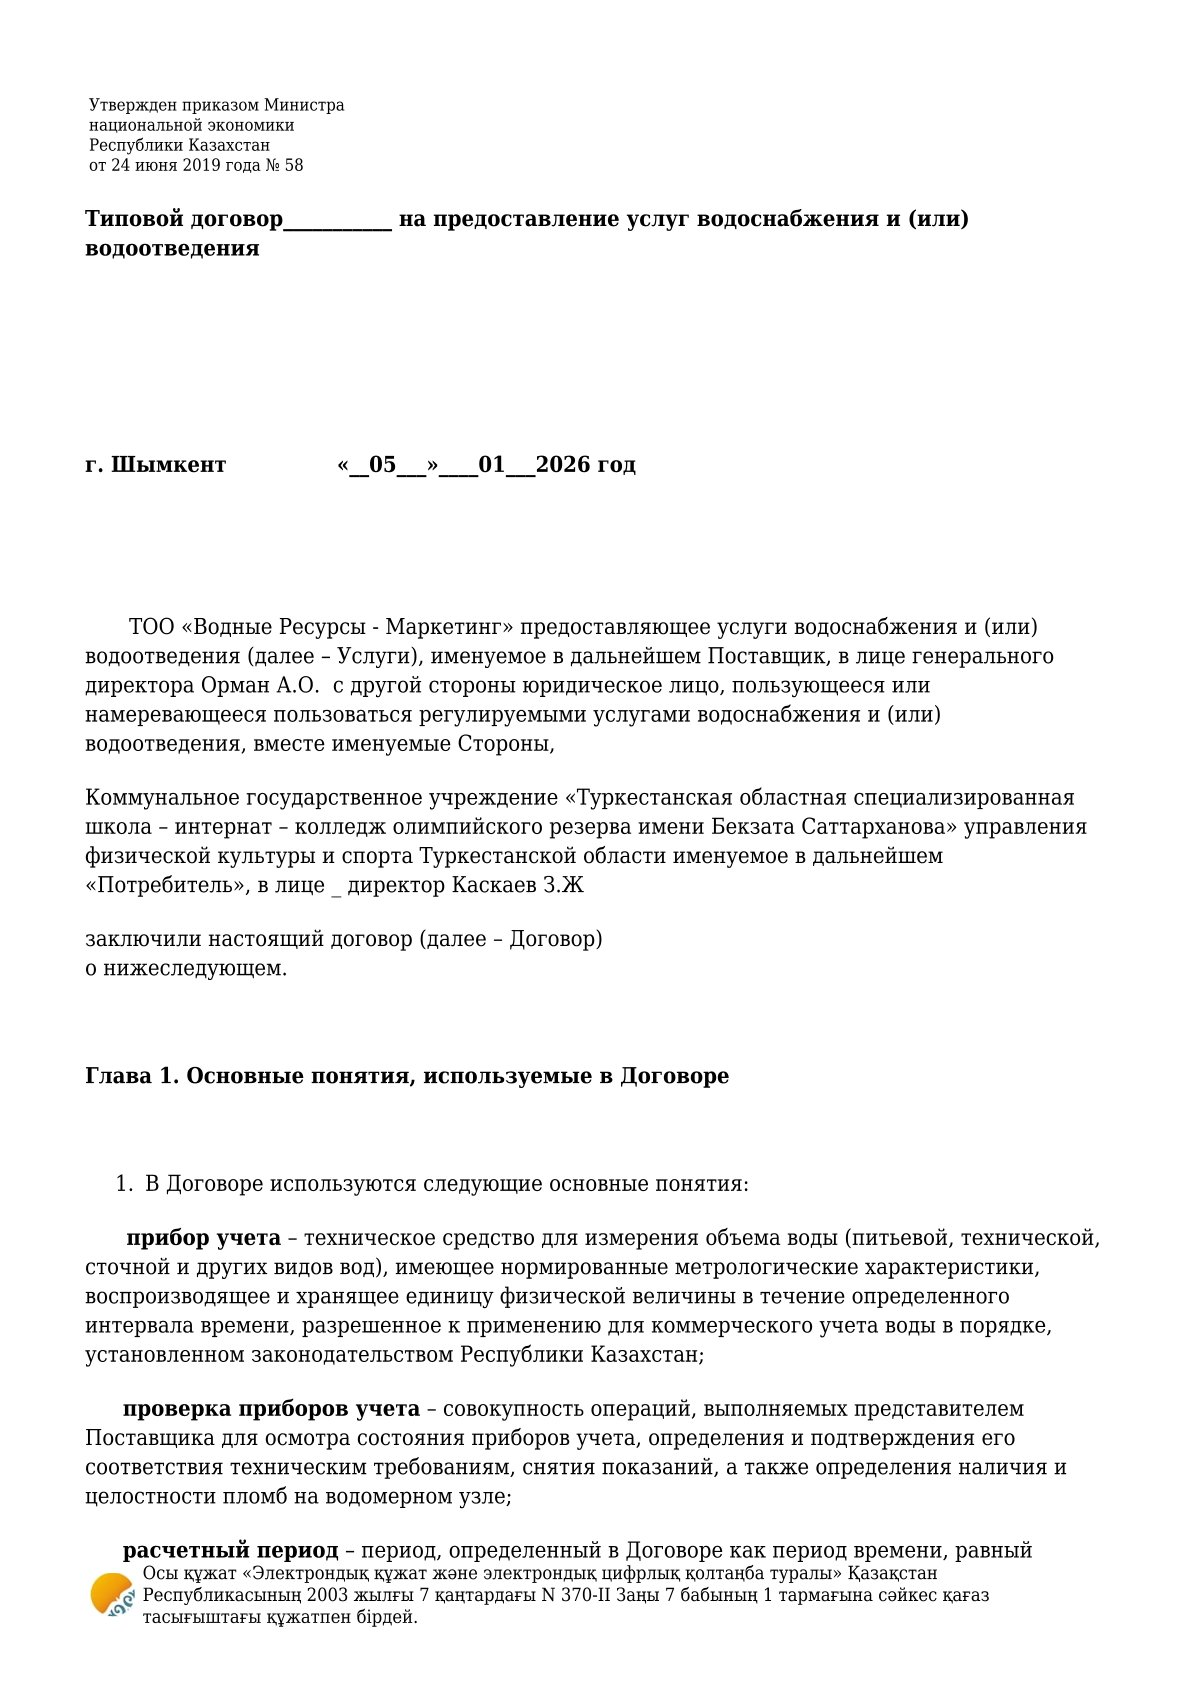 Утвержден приказом Министра
национальной экономики
Республики Казахстан
от 24 июня 2019 года № 58
Типовой договор___________ на предоставление услуг водоснабжения и (или)
водоотведения
г. Шымкент «__05___»____01___2026 год
ТОО «Водные Ресурсы - Маркетинг» предоставляющее услуги водоснабжения и (или)
водоотведения (далее – Услуги), именуемое в дальнейшем Поставщик, в лице генерального
директора Орман А.О. с другой стороны юридическое лицо, пользующееся или
намеревающееся пользоваться регулируемыми услугами водоснабжения и (или)
водоотведения, вместе именуемые Стороны,
Коммунальное государственное учреждение «Туркестанская областная специализированная
школа – интернат – колледж олимпийского резерва имени Бекзата Саттарханова» управления
физической культуры и спорта Туркестанской области именуемое в дальнейшем
«Потребитель», в лице _ директор Каскаев З.Ж
заключили настоящий договор (далее – Договор)
о нижеследующем.
Глава 1. Основные понятия, используемые в Договоре
1. В Договоре используются следующие основные понятия:
прибор учета – техническое средство для измерения объема воды (питьевой, технической,
сточной и других видов вод), имеющее нормированные метрологические характеристики,
воспроизводящее и хранящее единицу физической величины в течение определенного
интервала времени, разрешенное к применению для коммерческого учета воды в порядке,
установленном законодательством Республики Казахстан;
проверка приборов учета – совокупность операций, выполняемых представителем
Поставщика для осмотра состояния приборов учета, определения и подтверждения его
соответствия техническим требованиям, снятия показаний, а также определения наличия и
целостности пломб на водомерном узле;
расчетный период – период, определенный в Договоре как период времени, равный
Осы құжат «Электрондық құжат және электрондық цифрлық қолтаңба туралы» Қазақстан
Республикасының 2003 жылғы 7 қаңтардағы N 370-II Заңы 7 бабының 1 тармағына сәйкес қағаз
тасығыштағы құжатпен бірдей.